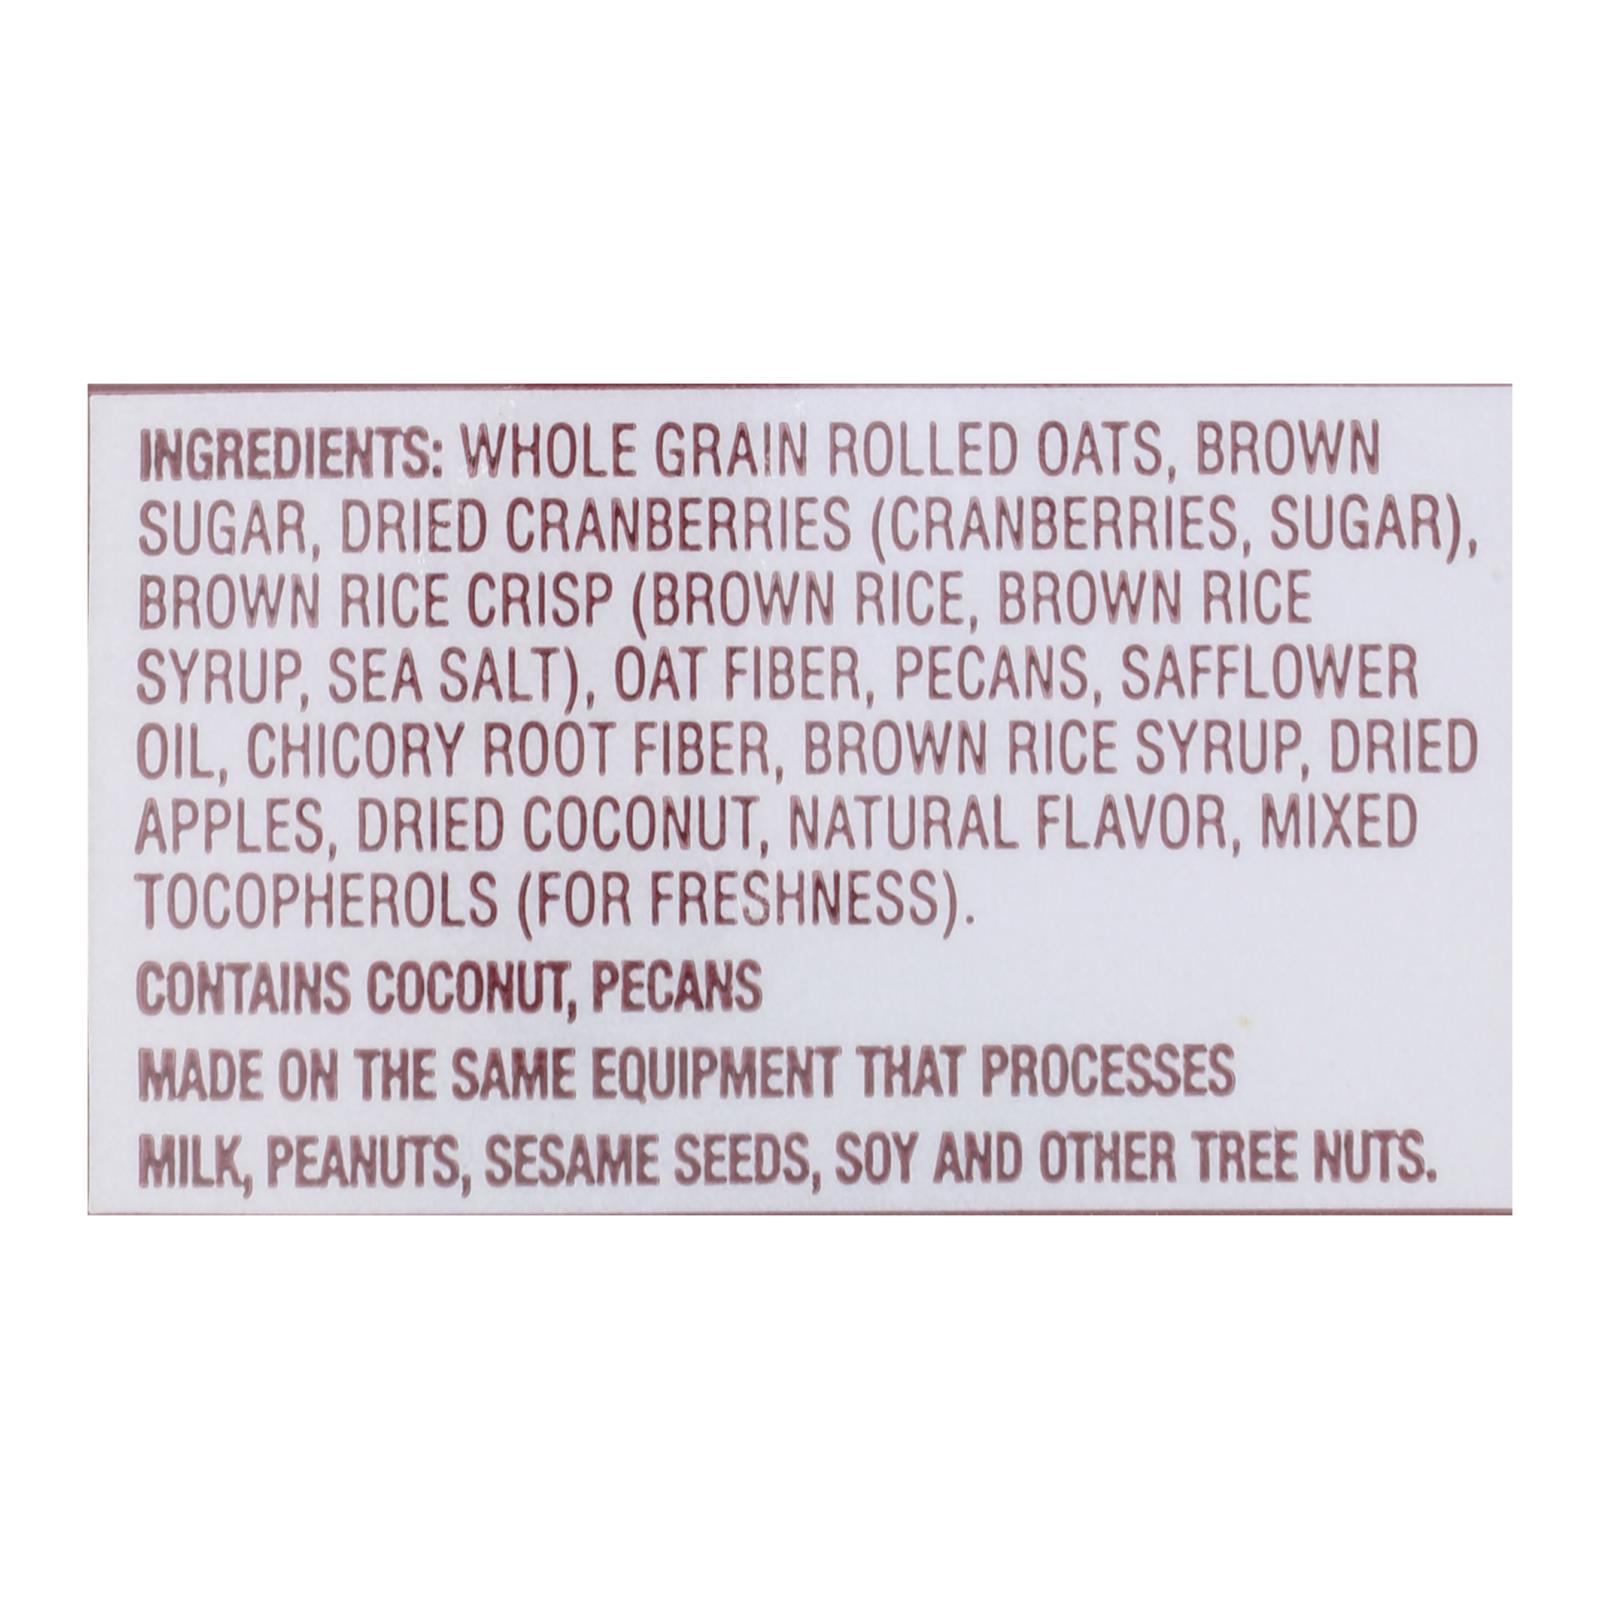 INGREDIENTS: WHOLE GRAIN ROLLED OATS, BROWN
SUGAR, DRIED CRANBERRIES (CRANBERRIES, SUGAR),
BROWN RICE CRISP (BROWN RICE, BROWN RICE
SYRUP, SEA SALT), OAT FIBER, PECANS, SAFFLOWER
OIL, CHICORY ROOT FIBER, BROWN RICE SYRUP, DRIED
APPLES, DRIED COCONUT, NATURAL FLAVOR, MIXED
TOCOPHEROLS (FOR FRESHNESS).
CONTAINS COCONUT, PECANS
MADE ON THE SAME EQUIPMENT THAT PROCESSES
MILK, PEANUTS, SESAME SEEDS, SOY AND OTHER TREE NUTS.